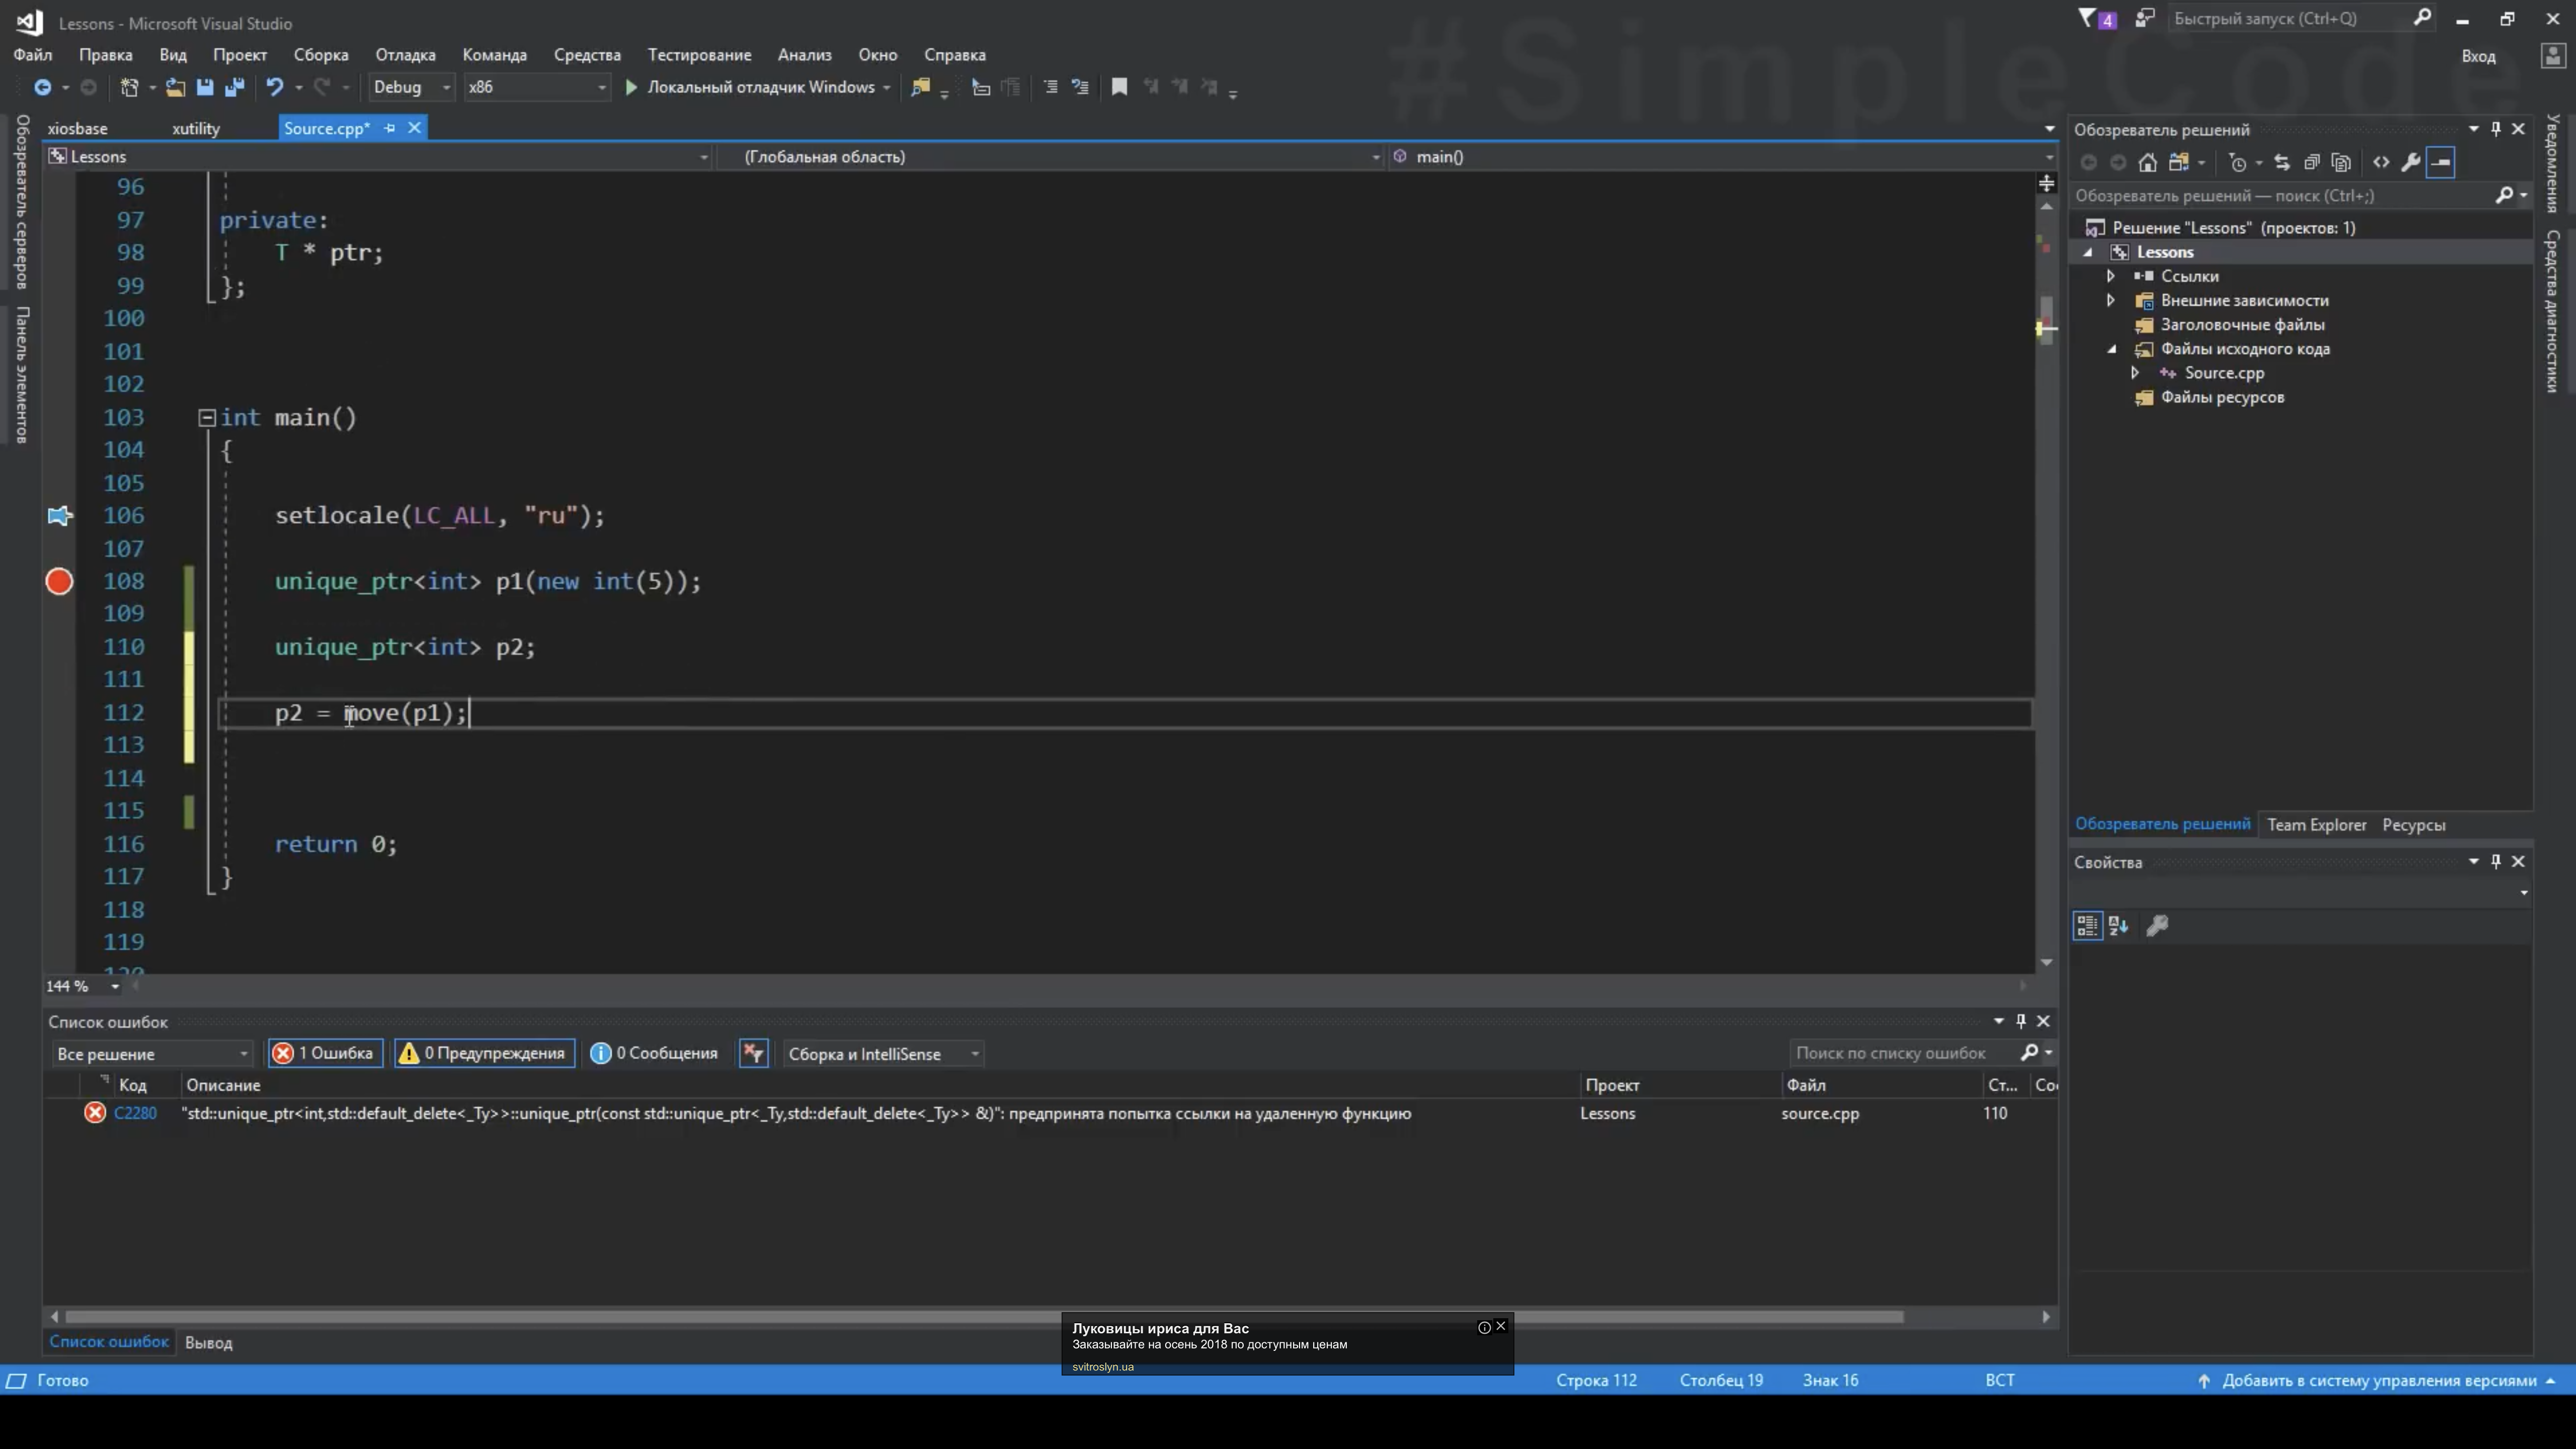 #SimpleCode
Lessons - Microsoft Visual Studio
4
Быстрый запуск (Ctrl+Q)
Файл Правка Вид Проект Сборка Отладка Команда Средства Тестирование Анализ Окно Справка
Вход
Debug x86 Локальный отладчик Windows
Обозреватель серверов
Панель элементов
xiosbase xutility Source.cpp*
Lessons (Глобальная область) main()
96
97 private:
98 T * ptr;
99 };
100
101
102
103 int main()
104 {
105
106 setlocale(LC_ALL, "ru");
107
108 unique_ptr<int> p1(new int(5));
109
110 unique_ptr<int> p2;
111
112 p2 = move(p1);
113
114
115
116 return 0;
117 }
118
119
120
144 %
Обозреватель решений
Обозреватель решений — поиск (Ctrl+;)
Решение "Lessons" (проектов: 1)
Lessons
Ссылки
Внешние зависимости
Заголовочные файлы
Файлы исходного кода
Source.cpp
Файлы ресурсов
Обозреватель решений Team Explorer Ресурсы
Свойства
Уведомления
Средства диагностики
Список ошибок
Все решение 1 Ошибка 0 Предупреждения 0 Сообщения Сборка и IntelliSense Поиск по списку ошибок
Код Описание Проект Файл Ст... Со
C2280 "std::unique_ptr<int,std::default_delete<_Ty>>::unique_ptr(const std::unique_ptr<_Ty,std::default_delete<_Ty>> &)": предпринята попытка ссылки на удаленную функцию Lessons source.cpp 110
Список ошибок Вывод
Луковицы ириса для Вас
Заказывайте на осень 2018 по доступным ценам
svitroslyn.ua
Готово Строка 112 Столбец 19 Знак 16 ВСТ Добавить в систему управления версиями